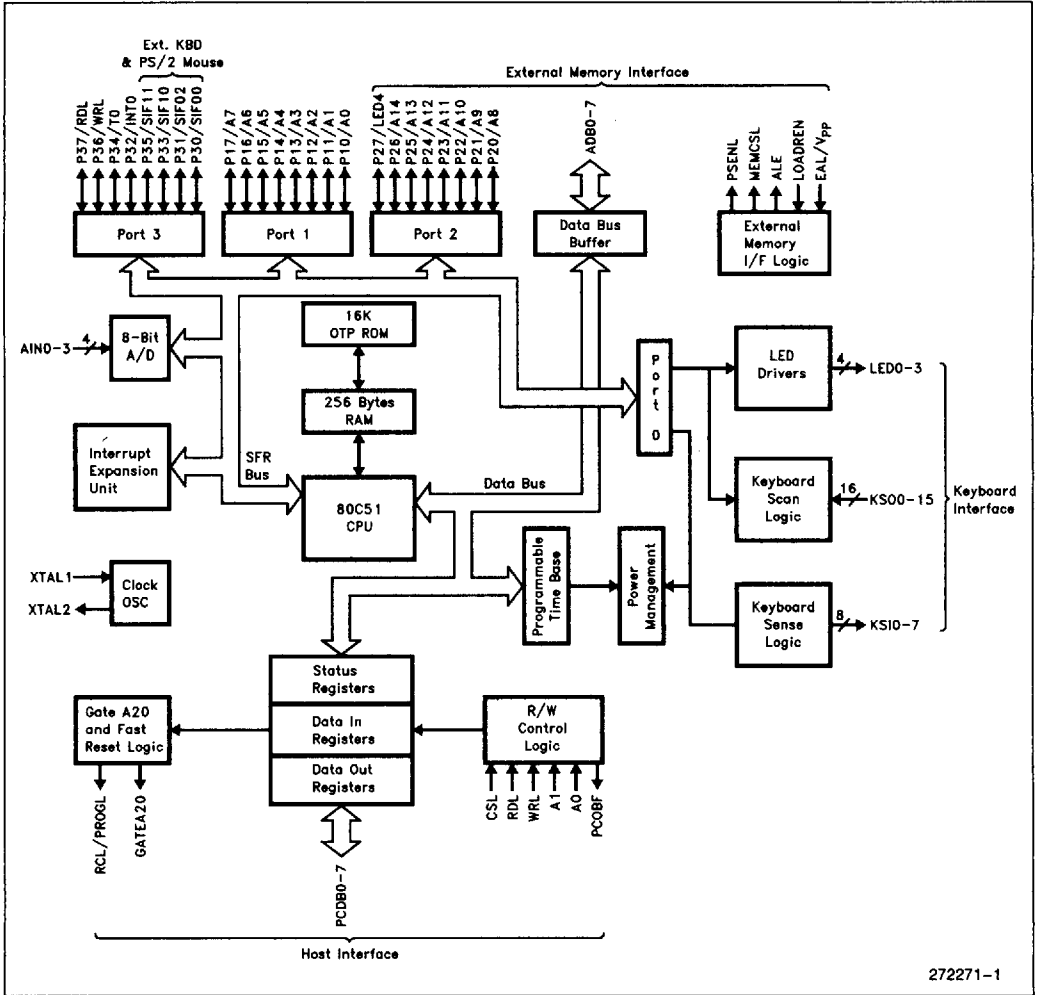 Ext. KBD
& PS/2 Mouse
External Memory Interface
P37/RDL
P36/WRL
P34/T0
P32/INT0
P35/SIF11
P33/SIF10
P31/SIF02
P30/SIF00
P17/A7
P16/A6
P15/A5
P14/A4
P13/A3
P12/A2
P11/A1
P10/A0
P27/LED4
P26/A14
P25/A13
P24/A12
P23/A11
P22/A10
P21/A9
P20/A8
ADB0-7
PSENL
MEMCSL
ALE
LOADREN
EAL/VPP
Port 3
Port 1
Port 2
Data Bus
Buffer
External
Memory
I/F Logic
AIN0-3
4
8-Bit
A/D
16K
OTP ROM
256 Bytes
RAM
Port 0
LED
Drivers
4
LED0-3
Interrupt
Expansion
Unit
SFR
Bus
80C51
CPU
Data Bus
Keyboard
Scan
Logic
16
KSO0-15
Keyboard
Interface
XTAL1
XTAL2
Clock
OSC
Programmable
Time Base
Power
Management
Keyboard
Sense
Logic
8
KSI0-7
Status
Registers
Data In
Registers
Data Out
Registers
Gate A20
and Fast
Reset Logic
R/W
Control
Logic
RCL/PROGL
GATEA20
CSL
RDL
WRL
A1
A0
PCOBF
PCDB0-7
Host Interface
272271-1